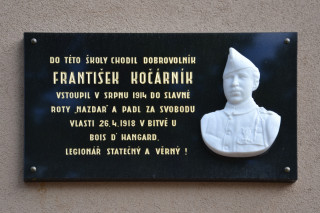 DO TÉTO ŠKOLY CHODIL DOBROVOLNÍK
FRANTIŠEK KOČÁRNÍK
VSTOUPIL V SRPNU 1914 DO SLAVNÉ
ROTY „NAZDAR" A PADL ZA SVOBODU
VLASTI 26.4.1918 V BITVĚ U
BOIS D' HANGARD.
LEGIONÁŘ STATEČNÝ A VĚRNÝ !